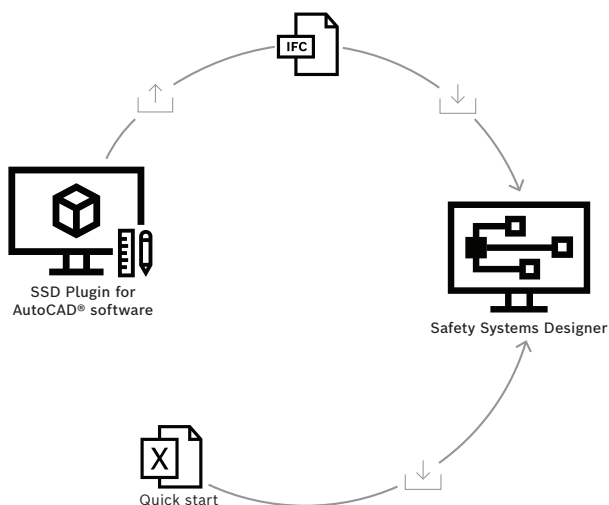 IFC
SSD Plugin for
AutoCAD® software
Safety Systems Designer
X
Quick start